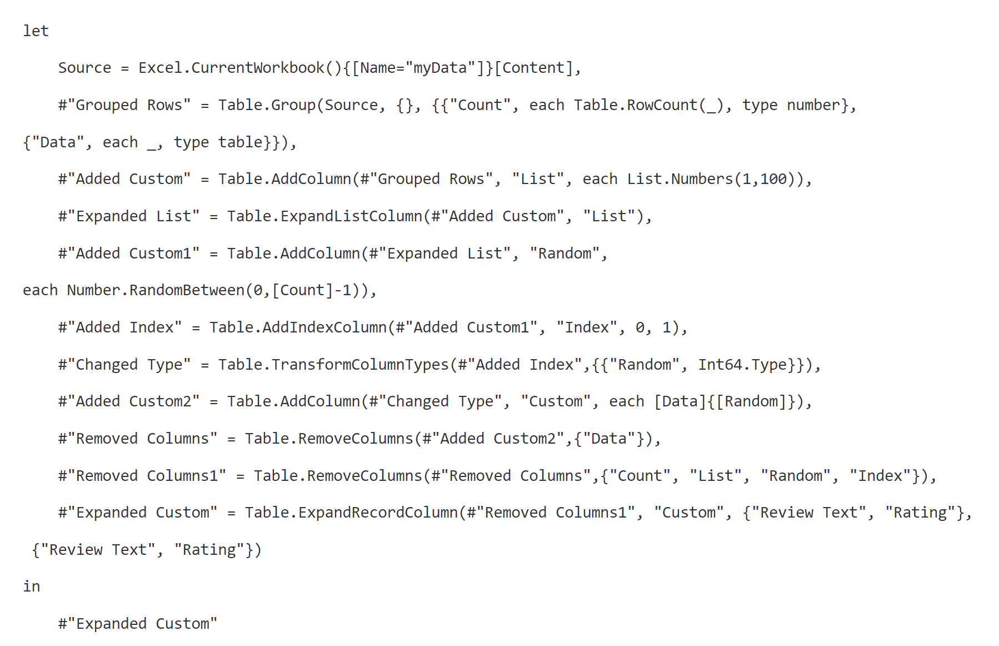 let
    Source = Excel.CurrentWorkbook(){[Name="myData"]}[Content],
    #"Grouped Rows" = Table.Group(Source, {}, {{"Count", each Table.RowCount(_), type number},
{"Data", each _, type table}}),
    #"Added Custom" = Table.AddColumn(#"Grouped Rows", "List", each List.Numbers(1,100)),
    #"Expanded List" = Table.ExpandListColumn(#"Added Custom", "List"),
    #"Added Custom1" = Table.AddColumn(#"Expanded List", "Random",
each Number.RandomBetween(0,[Count]-1)),
    #"Added Index" = Table.AddIndexColumn(#"Added Custom1", "Index", 0, 1),
    #"Changed Type" = Table.TransformColumnTypes(#"Added Index",{{"Random", Int64.Type}}),
    #"Added Custom2" = Table.AddColumn(#"Changed Type", "Custom", each [Data]{[Random]}),
    #"Removed Columns" = Table.RemoveColumns(#"Added Custom2",{"Data"}),
    #"Removed Columns1" = Table.RemoveColumns(#"Removed Columns",{"Count", "List", "Random", "Index"}),
    #"Expanded Custom" = Table.ExpandRecordColumn(#"Removed Columns1", "Custom", {"Review Text", "Rating"},
 {"Review Text", "Rating"})
in
    #"Expanded Custom"